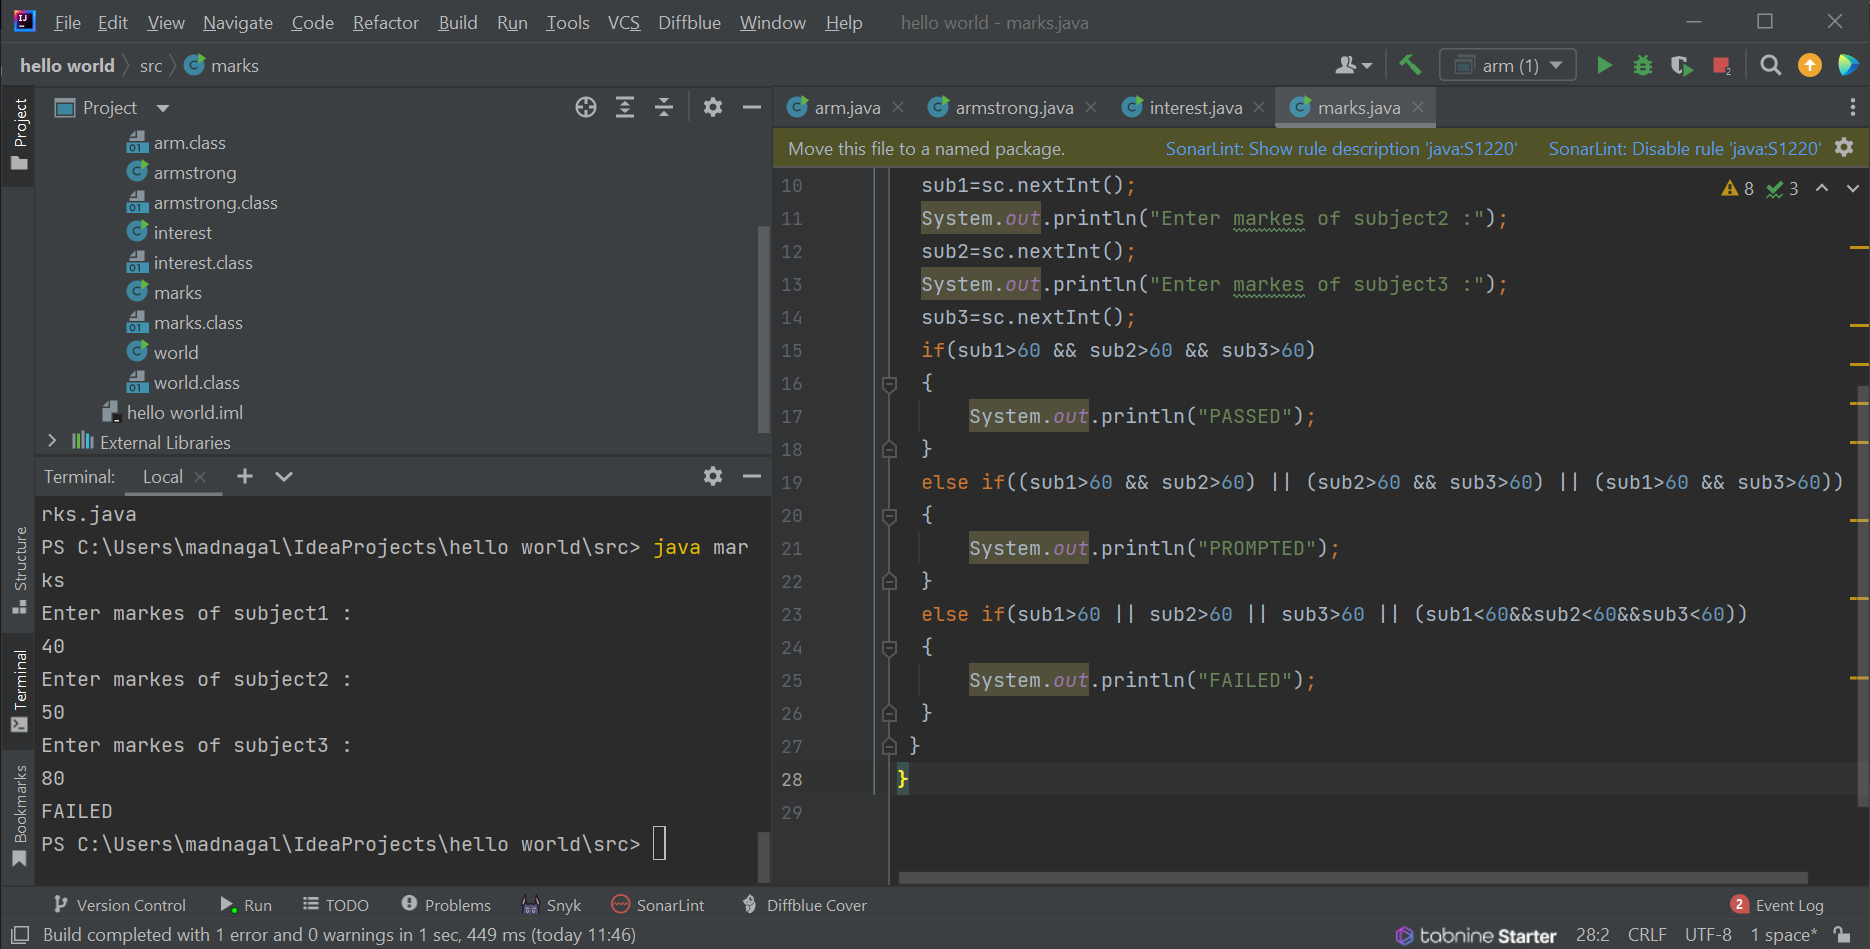 File Edit View Navigate Code Refactor Build Run Tools VCS Diffblue Window Help hello world - marks.java
hello world src marks
arm (1)
2
Project
Project
arm.class
armstrong
armstrong.class
interest
interest.class
marks
marks.class
world
world.class
hello world.iml
External Libraries
arm.java armstrong.java interest.java marks.java
Move this file to a named package. SonarLint: Show rule description 'java:S1220' SonarLint: Disable rule 'java:S1220'
8 3
10 sub1=sc.nextInt();
11 System.out.println("Enter markes of subject2 :");
12 sub2=sc.nextInt();
13 System.out.println("Enter markes of subject3 :");
14 sub3=sc.nextInt();
15 if(sub1>60 && sub2>60 && sub3>60)
16 {
17 System.out.println("PASSED");
18 }
19 else if((sub1>60 && sub2>60) || (sub2>60 && sub3>60) || (sub1>60 && sub3>60))
20 {
21 System.out.println("PROMPTED");
22 }
23 else if(sub1>60 || sub2>60 || sub3>60 || (sub1<60&&sub2<60&&sub3<60))
24 {
25 System.out.println("FAILED");
26 }
27 }
28 }
29
Structure
Terminal
Bookmarks
Terminal: Local
rks.java
PS C:\Users\madnagal\IdeaProjects\hello world\src> java mar
ks
Enter markes of subject1 :
40
Enter markes of subject2 :
50
Enter markes of subject3 :
80
FAILED
PS C:\Users\madnagal\IdeaProjects\hello world\src>
Version Control Run TODO Problems Snyk SonarLint Diffblue Cover 2 Event Log
Build completed with 1 error and 0 warnings in 1 sec, 449 ms (today 11:46) tabnine Starter 28:2 CRLF UTF-8 1 space*